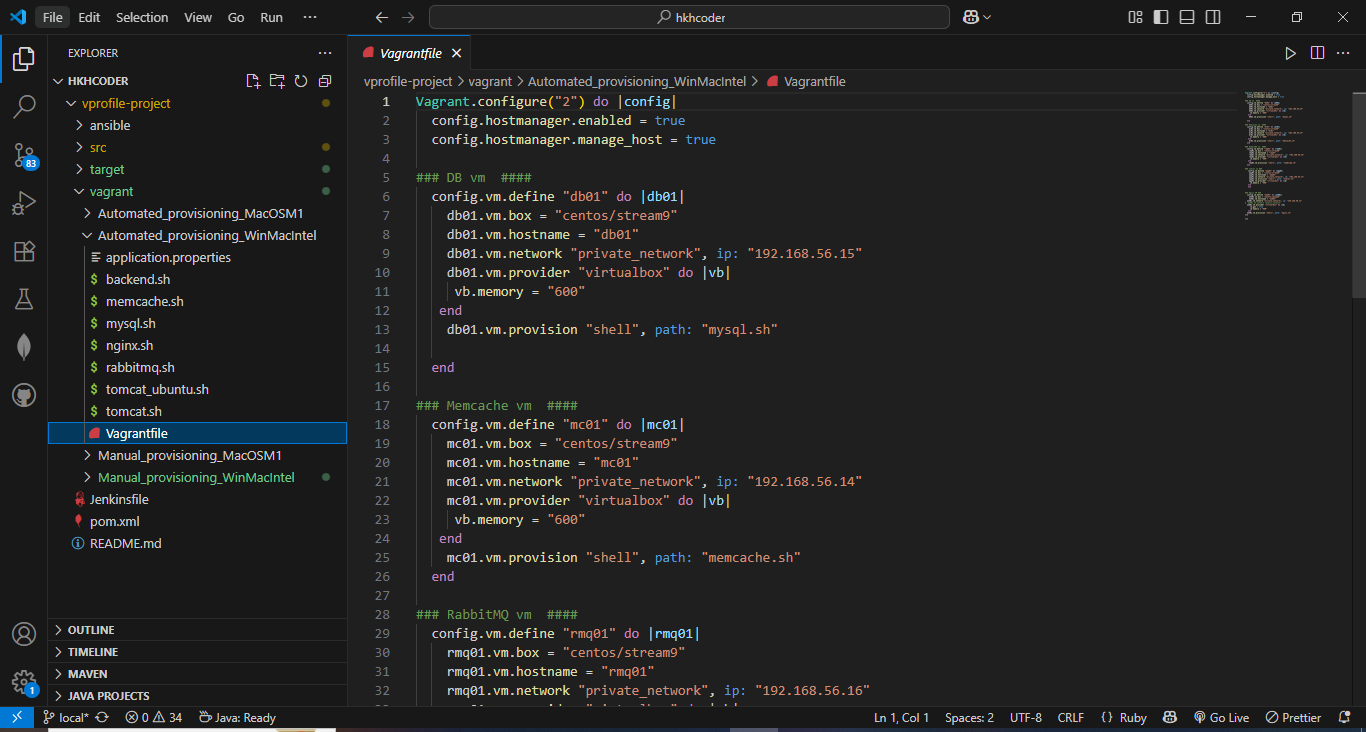 File Edit Selection View Go Run ··· hkhcoder
EXPLORER ···
HKHCODER
vprofile-project
ansible
src
target
vagrant
Automated_provisioning_MacOSM1
Automated_provisioning_WinMacIntel
application.properties
$ backend.sh
$ memcache.sh
$ mysql.sh
$ nginx.sh
$ rabbitmq.sh
$ tomcat_ubuntu.sh
$ tomcat.sh
Vagrantfile
Manual_provisioning_MacOSM1
Manual_provisioning_WinMacIntel
Jenkinsfile
pom.xml
README.md
OUTLINE
TIMELINE
MAVEN
JAVA PROJECTS
83
1
Vagrantfile
vprofile-project > vagrant > Automated_provisioning_WinMacIntel > Vagrantfile
1 Vagrant.configure("2") do |config|
2 config.hostmanager.enabled = true
3 config.hostmanager.manage_host = true
4
5 ### DB vm  ####
6 config.vm.define "db01" do |db01|
7 db01.vm.box = "centos/stream9"
8 db01.vm.hostname = "db01"
9 db01.vm.network "private_network", ip: "192.168.56.15"
10 db01.vm.provider "virtualbox" do |vb|
11 vb.memory = "600"
12 end
13 db01.vm.provision "shell", path: "mysql.sh"
14
15 end
16
17 ### Memcache vm  ####
18 config.vm.define "mc01" do |mc01|
19 mc01.vm.box = "centos/stream9"
20 mc01.vm.hostname = "mc01"
21 mc01.vm.network "private_network", ip: "192.168.56.14"
22 mc01.vm.provider "virtualbox" do |vb|
23 vb.memory = "600"
24 end
25 mc01.vm.provision "shell", path: "memcache.sh"
26 end
27
28 ### RabbitMQ vm  ####
29 config.vm.define "rmq01" do |rmq01|
30 rmq01.vm.box = "centos/stream9"
31 rmq01.vm.hostname = "rmq01"
32 rmq01.vm.network "private_network", ip: "192.168.56.16"
local* 0 34 Java: Ready Ln 1, Col 1 Spaces: 2 UTF-8 CRLF {} Ruby Go Live Prettier